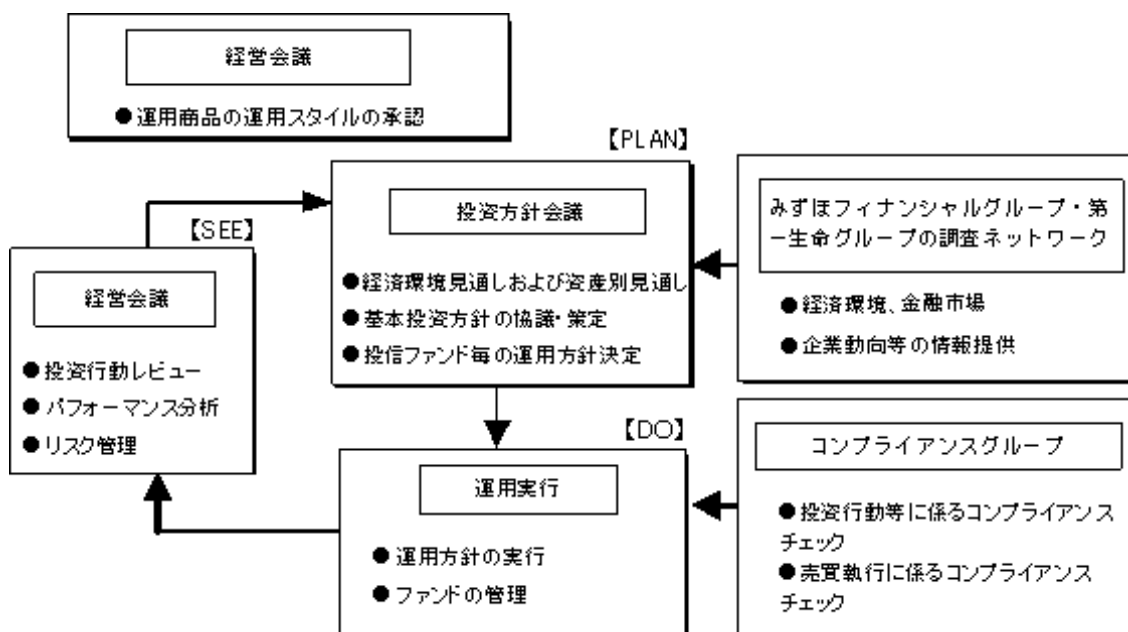 経営会議
●運用商品の運用スタイルの承認
【PLAN】
投資方針会議
●経済環境見通しおよび資産別見通し
●基本投資方針の協議・策定
●投信ファンド毎の運用方針決定
みずほフィナンシャルグループ・第
一生命グループの調査ネットワーク
●経済環境、金融市場
●企業動向等の情報提供
【SEE】
経営会議
●投資行動レビュー
●パフォーマンス分析
●リスク管理
【DO】
運用実行
●運用方針の実行
●ファンドの管理
コンプライアンスグループ
●投資行動等に係るコンプライアンス
チェック
●売買執行に係るコンプライアンス
チェック